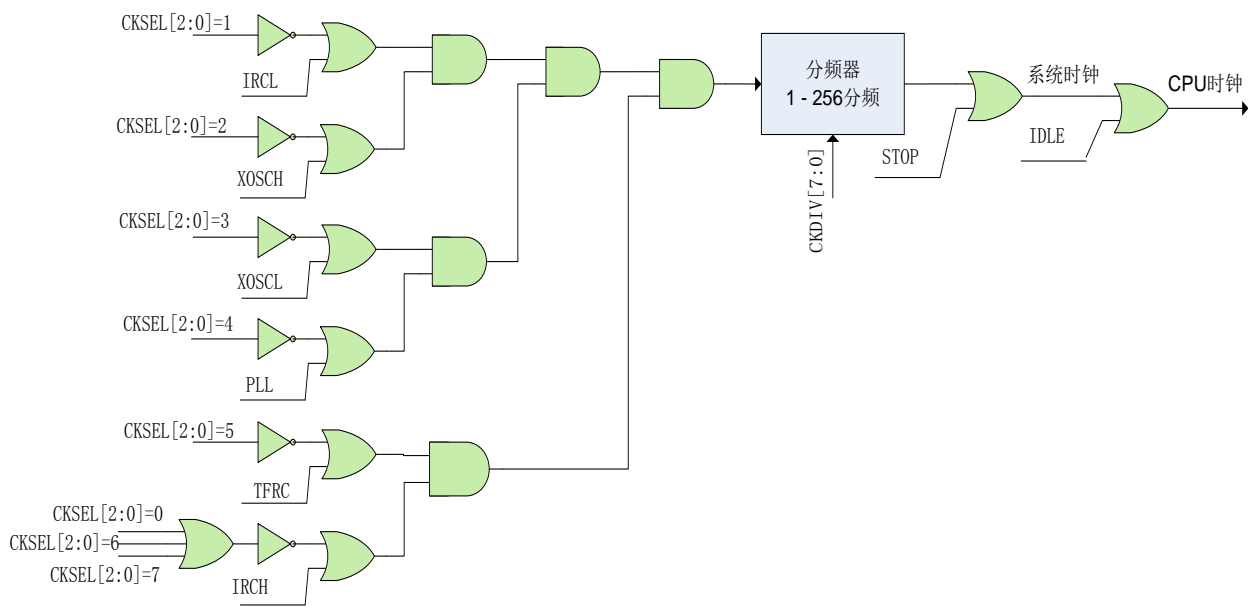 CKSEL[2:0]=1
IRCL
CKSEL[2:0]=2
XOSCH
CKSEL[2:0]=3
XOSCL
CKSEL[2:0]=4
PLL
CKSEL[2:0]=5
TFRC
CKSEL[2:0]=0
CKSEL[2:0]=6
CKSEL[2:0]=7
IRCH
分频器
1 - 256分频
CKDIV[7:0]
STOP
系统时钟
IDLE
CPU时钟